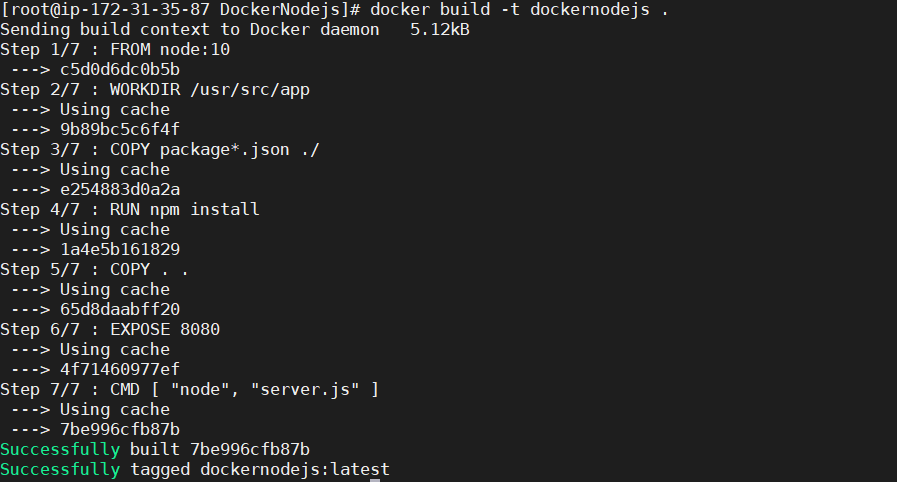 [root@ip-172-31-35-87 DockerNodejs]# docker build -t dockernodejs .
Sending build context to Docker daemon   5.12kB
Step 1/7 : FROM node:10
 ---> c5d0d6dc0b5b
Step 2/7 : WORKDIR /usr/src/app
 ---> Using cache
 ---> 9b89bc5c6f4f
Step 3/7 : COPY package*.json ./
 ---> Using cache
 ---> e254883d0a2a
Step 4/7 : RUN npm install
 ---> Using cache
 ---> 1a4e5b161829
Step 5/7 : COPY . .
 ---> Using cache
 ---> 65d8daabff20
Step 6/7 : EXPOSE 8080
 ---> Using cache
 ---> 4f71460977ef
Step 7/7 : CMD [ "node", "server.js" ]
 ---> Using cache
 ---> 7be996cfb87b
Successfully built 7be996cfb87b
Successfully tagged dockernodejs:latest